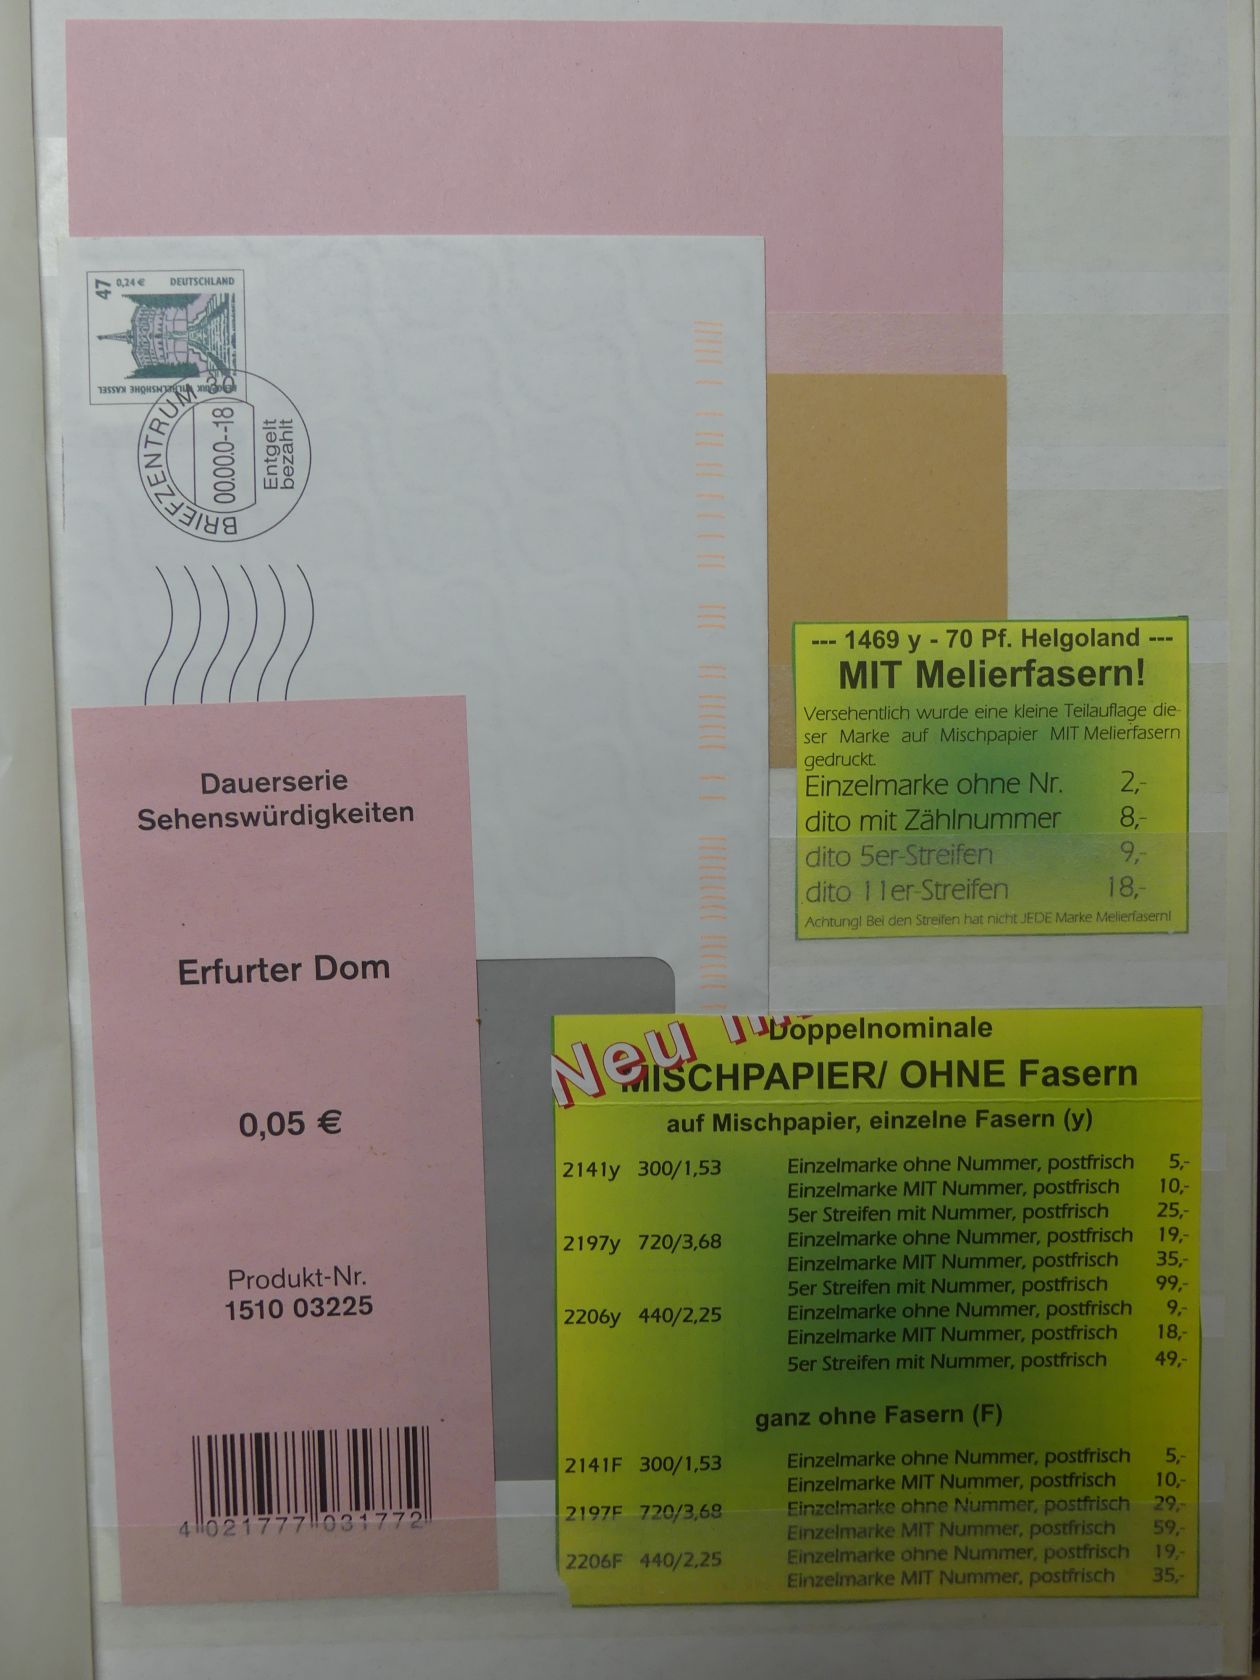 47 0,24 € DEUTSCHLAND
WILHELMSHÖHE KASSEL
BRIEFZENTRUM 30
00.00.0--18
Entgelt
bezahlt
--- 1469 y - 70 Pf. Helgoland ---
MIT Melierfasern!
Versehentlich wurde eine kleine Teilauflage die-
ser Marke auf Mischpapier MIT Melierfasern
gedruckt.
Einzelmarke ohne Nr. 2,-
dito mit Zählnummer 8,-
dito 5er-Streifen 9,-
dito 11er-Streifen 18,-
Achtung! Bei den Streifen hat nicht JEDE Marke Melierfasern!
Dauerserie
Sehenswürdigkeiten
Erfurter Dom
0,05 €
Produkt-Nr.
1510 03225
4 021777 031772
Neu
Doppelnominale
MISCHPAPIER/ OHNE Fasern
auf Mischpapier, einzelne Fasern (y)
2141y 300/1,53 Einzelmarke ohne Nummer, postfrisch 5,-
Einzelmarke MIT Nummer, postfrisch 10,-
5er Streifen mit Nummer, postfrisch 25,-
2197y 720/3,68 Einzelmarke ohne Nummer, postfrisch 19,-
Einzelmarke MIT Nummer, postfrisch 35,-
5er Streifen mit Nummer, postfrisch 99,-
2206y 440/2,25 Einzelmarke ohne Nummer, postfrisch 9,-
Einzelmarke MIT Nummer, postfrisch 18,-
5er Streifen mit Nummer, postfrisch 49,-
ganz ohne Fasern (F)
2141F 300/1,53 Einzelmarke ohne Nummer, postfrisch 5,-
Einzelmarke MIT Nummer, postfrisch 10,-
2197F 720/3,68 Einzelmarke ohne Nummer, postfrisch 29,-
Einzelmarke MIT Nummer, postfrisch 59,-
2206F 440/2,25 Einzelmarke ohne Nummer, postfrisch 19,-
Einzelmarke MIT Nummer, postfrisch 35,-